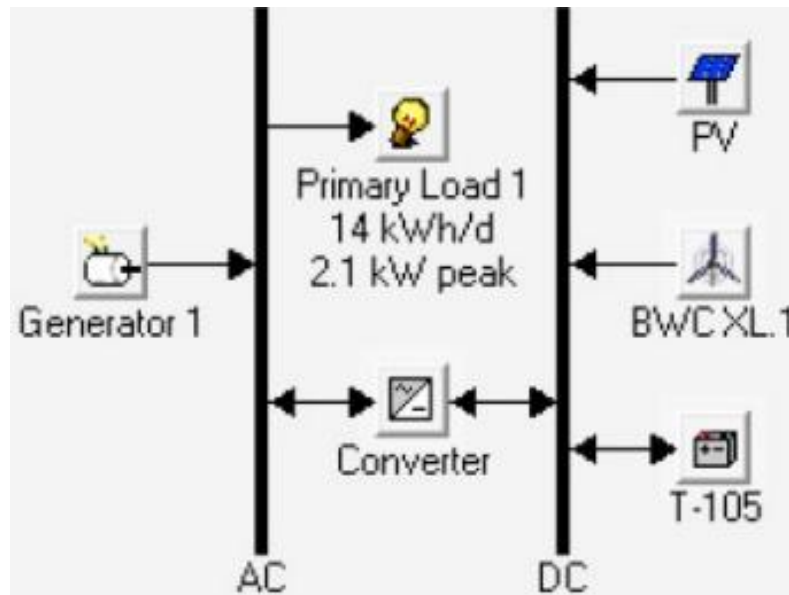 PV
Primary Load 1
14 kWh/d
2.1 kW peak
Generator 1
BWC XL.1
Converter
T-105
AC
DC